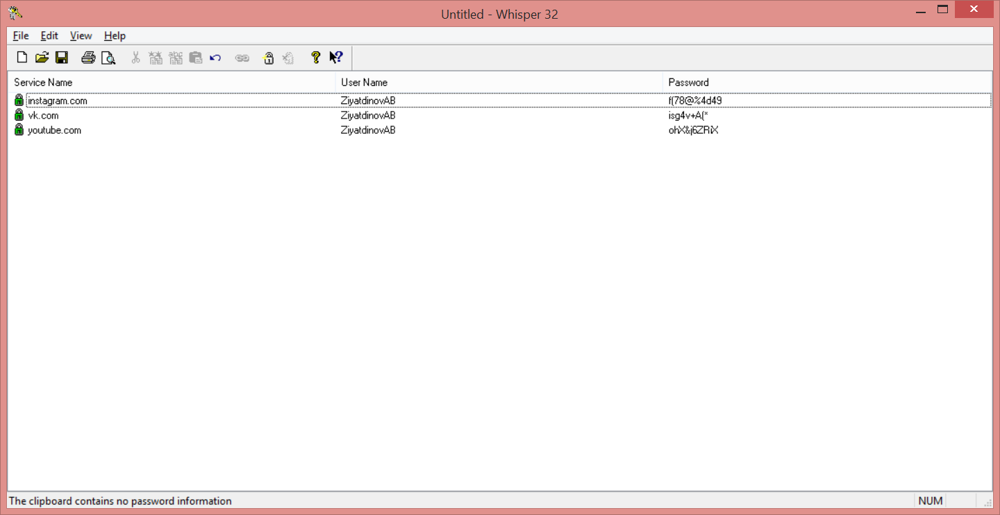 Untitled - Whisper 32
File Edit View Help
Service Name User Name Password
instagram.com ZiyatdinovAB f(78@%4d49
vk.com ZiyatdinovAB isg4v+A(*
youtube.com ZiyatdinovAB ohX&j6ZRiX
The clipboard contains no password information NUM